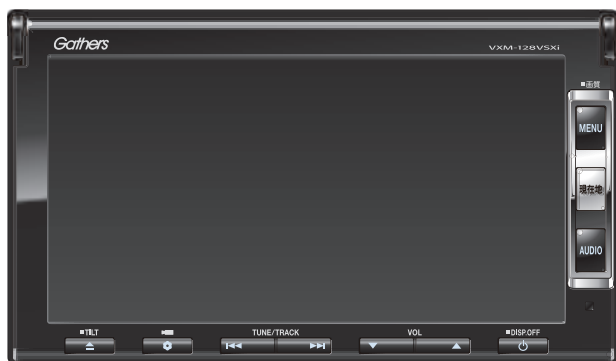 Gathers
VXM-128VSXi
■画質
MENU
現在地
AUDIO
■TILT
TUNE/TRACK
VOL
■DISP.OFF